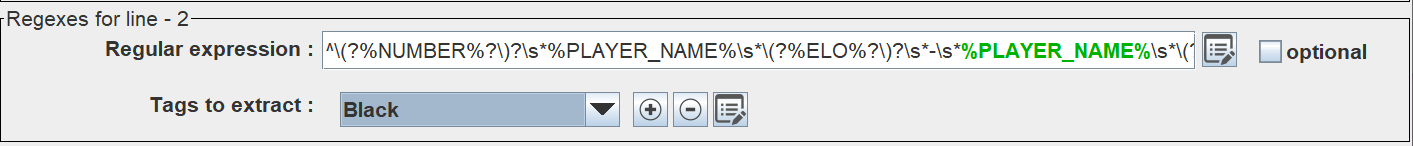 Regexes for line - 2
Regular expression : ^\(?%NUMBER%?\)?\s*%PLAYER_NAME%\s*\(?%ELO%?\)?\s*-\s*%PLAYER_NAME%\s*\(? optional
Tags to extract : Black